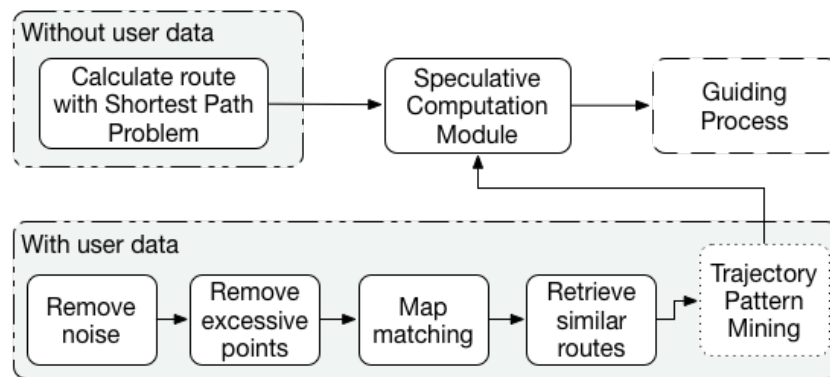 Without user data
Calculate route
with Shortest Path
Problem
Speculative
Computation
Module
Guiding
Process
With user data
Remove
noise
Remove
excessive
points
Map
matching
Retrieve
similar
routes
Trajectory
Pattern
Mining